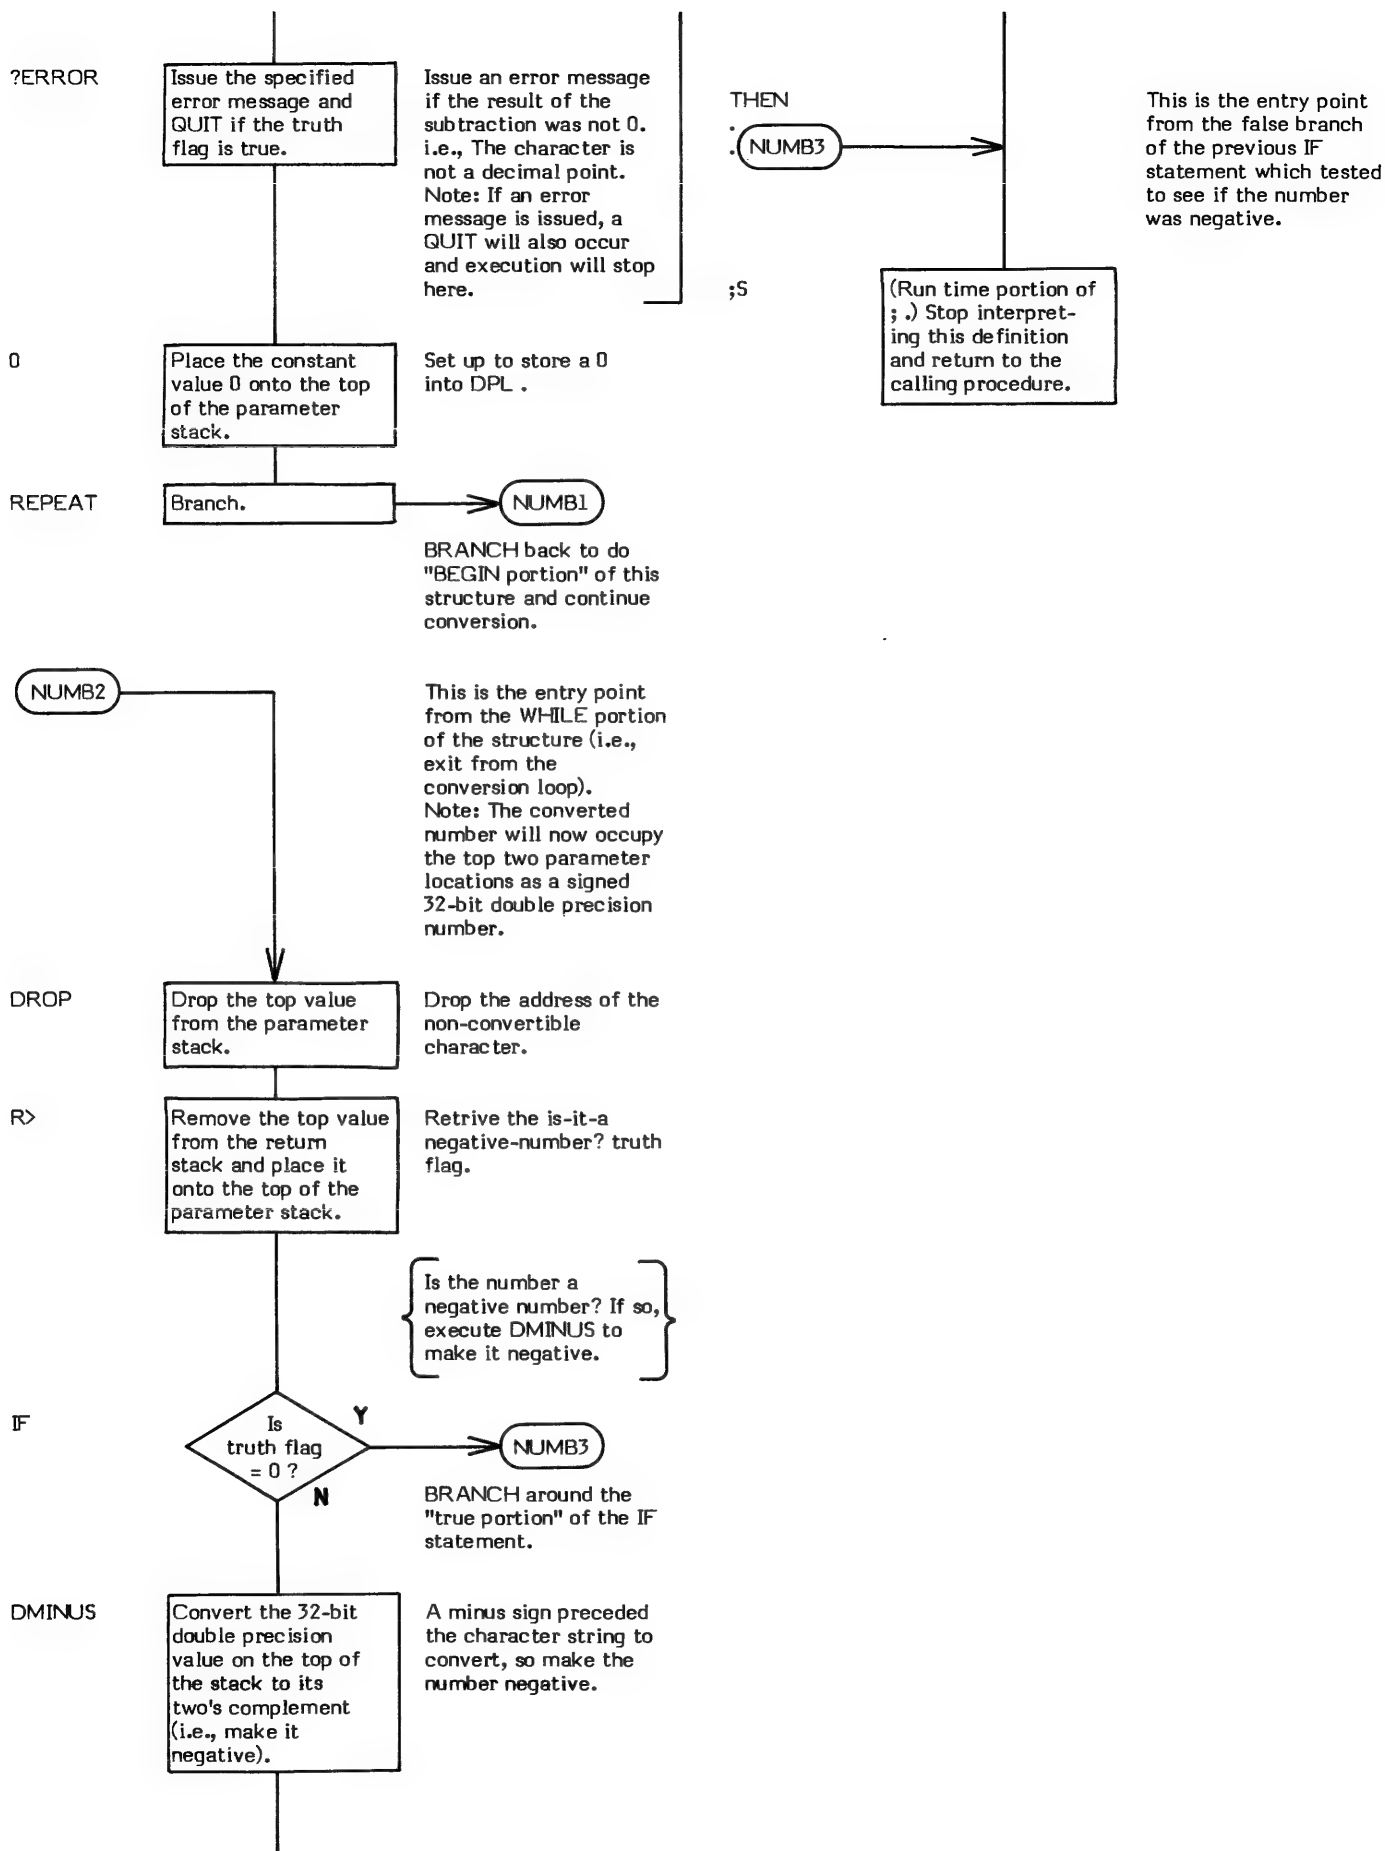 ?ERROR
Issue the specified
error message and
QUIT if the truth
flag is true.
Issue an error message
if the result of the
subtraction was not 0.
i.e., The character is
not a decimal point.
Note: If an error
message is issued, a
QUIT will also occur
and execution will stop
here.
0
Place the constant
value 0 onto the top
of the parameter
stack.
Set up to store a 0
into DPL .
REPEAT
Branch.
NUMB1
BRANCH back to do
"BEGIN portion" of this
structure and continue
conversion.
NUMB2
This is the entry point
from the WHILE portion
of the structure (i.e.,
exit from the
conversion loop).
Note: The converted
number will now occupy
the top two parameter
locations as a signed
32-bit double precision
number.
DROP
Drop the top value
from the parameter
stack.
Drop the address of the
non-convertible
character.
R>
Remove the top value
from the return
stack and place it
onto the top of the
parameter stack.
Retrive the is-it-a
negative-number? truth
flag.
Is the number a
negative number? If so,
execute DMINUS to
make it negative.
IF
Is
truth flag
= 0 ?
Y
N
NUMB3
BRANCH around the
"true portion" of the IF
statement.
DMINUS
Convert the 32-bit
double precision
value on the top of
the stack to its
two's complement
(i.e., make it
negative).
A minus sign preceded
the character string to
convert, so make the
number negative.
THEN
:
NUMB3
This is the entry point
from the false branch
of the previous IF
statement which tested
to see if the number
was negative.
;S
(Run time portion of
; .) Stop interpret-
ing this definition
and return to the
calling procedure.